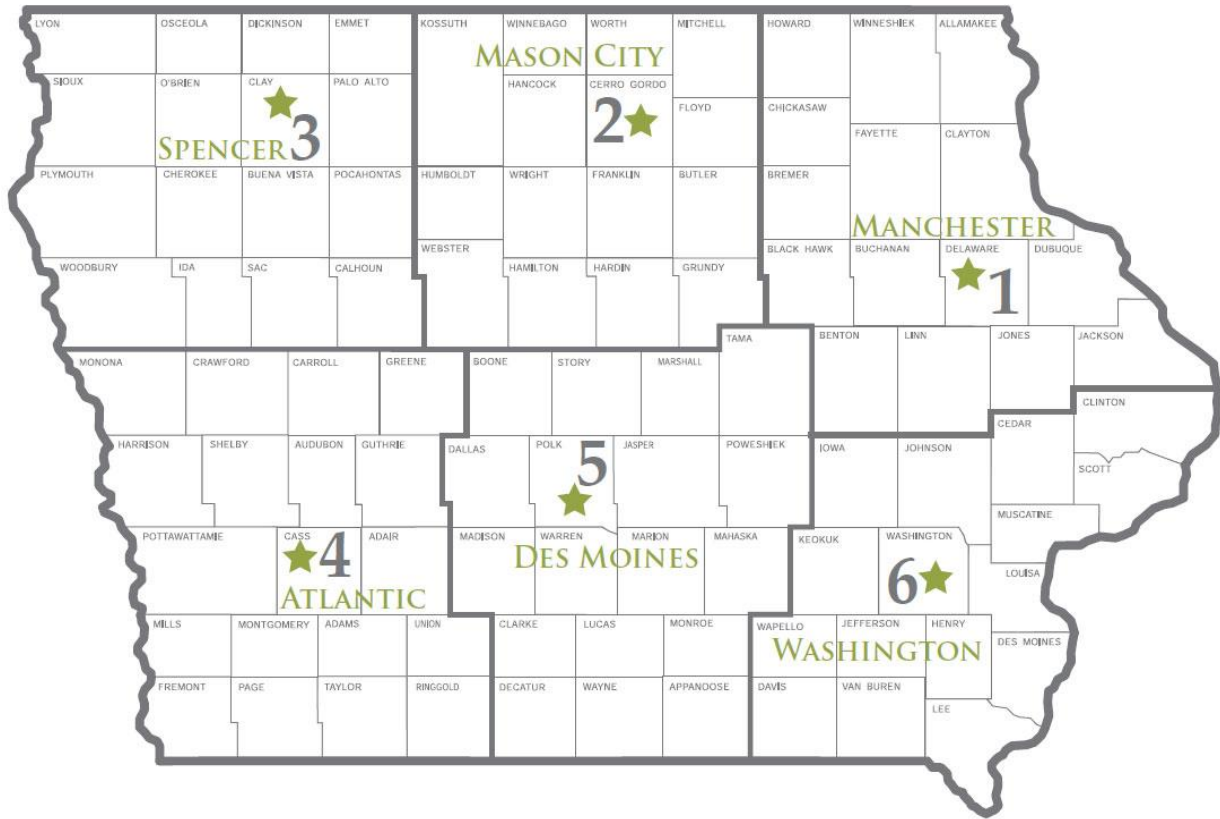 LYON OSCEOLA DICKINSON EMMET KOSSUTH WINNEBAGO WORTH MITCHELL HOWARD WINNESHIEK ALLAMAKEE
MASON CITY
SIOUX O'BRIEN CLAY PALO ALTO HANCOCK CERRO GORDO
FLOYD CHICKASAW
2
3
SPENCER
FAYETTE CLAYTON
PLYMOUTH CHEROKEE BUENA VISTA POCAHONTAS HUMBOLDT WRIGHT FRANKLIN BUTLER BREMER
MANCHESTER
WEBSTER BLACK HAWK BUCHANAN DELAWARE DUBUQUE
WOODBURY IDA SAC CALHOUN HAMILTON HARDIN GRUNDY
1
TAMA BENTON LINN JONES JACKSON
MONONA CRAWFORD CARROLL GREENE BOONE STORY MARSHALL
CLINTON
CEDAR
HARRISON SHELBY AUDUBON GUTHRIE DALLAS POLK JASPER POWESHIEK IOWA JOHNSON
5
SCOTT
MUSCATINE
POTTAWATTAMIE CASS ADAIR MADISON WARREN MARION MAHASKA KEOKUK WASHINGTON
4
DES MOINES
6
LOUISA
ATLANTIC
MILLS MONTGOMERY ADAMS UNION CLARKE LUCAS MONROE WAPELLO JEFFERSON HENRY
DES MOINES
WASHINGTON
FREMONT PAGE TAYLOR RINGGOLD DECATUR WAYNE APPANOOSE DAVIS VAN BUREN
LEE